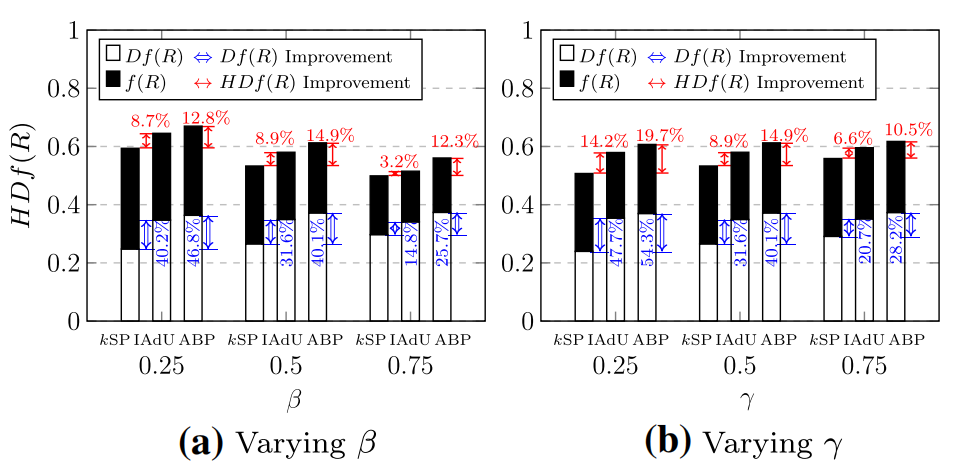 HDf(R)
1
0.8
0.6
0.4
0.2
0
Df(R) Df(R) Improvement
f(R) HDf(R) Improvement
8.7% 12.8%
8.9% 14.9%
3.2% 12.3%
40.2% 46.8%
31.6% 40.1%
14.8% 25.7%
kSP IAdU ABP kSP IAdU ABP kSP IAdU ABP
0.25 0.5 0.75
β
(a) Varying β
1
0.8
0.6
0.4
0.2
0
Df(R) Df(R) Improvement
f(R) HDf(R) Improvement
14.2% 19.7%
8.9% 14.9%
6.6% 10.5%
47.7% 54.3%
31.6% 40.1%
20.7% 28.2%
kSP IAdU ABP kSP IAdU ABP kSP IAdU ABP
0.25 0.5 0.75
γ
(b) Varying γ